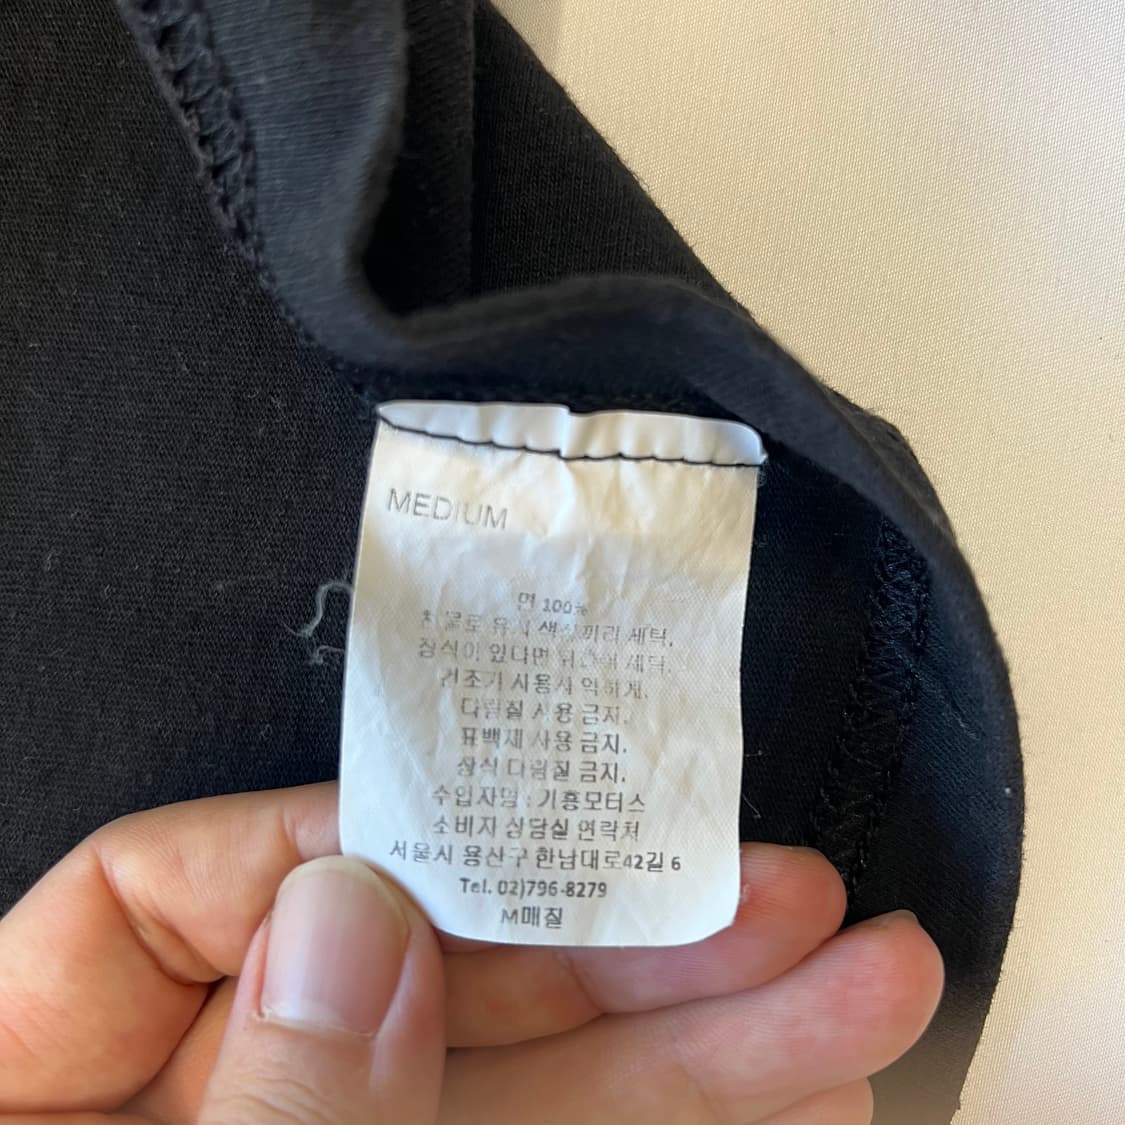 MEDIUM
면 100%
찬물로 유사 색상끼리 세탁.
장식이 있다면 뒤집어 세탁.
건조기 사용시 약하게.
다림질 사용 금지.
표백제 사용 금지.
장식 다림질 금지.
수입자명 : 기흥모터스
소비자 상담실 연락처
서울시 용산구 한남대로42길 6
Tel. 02)796-8279
M매질